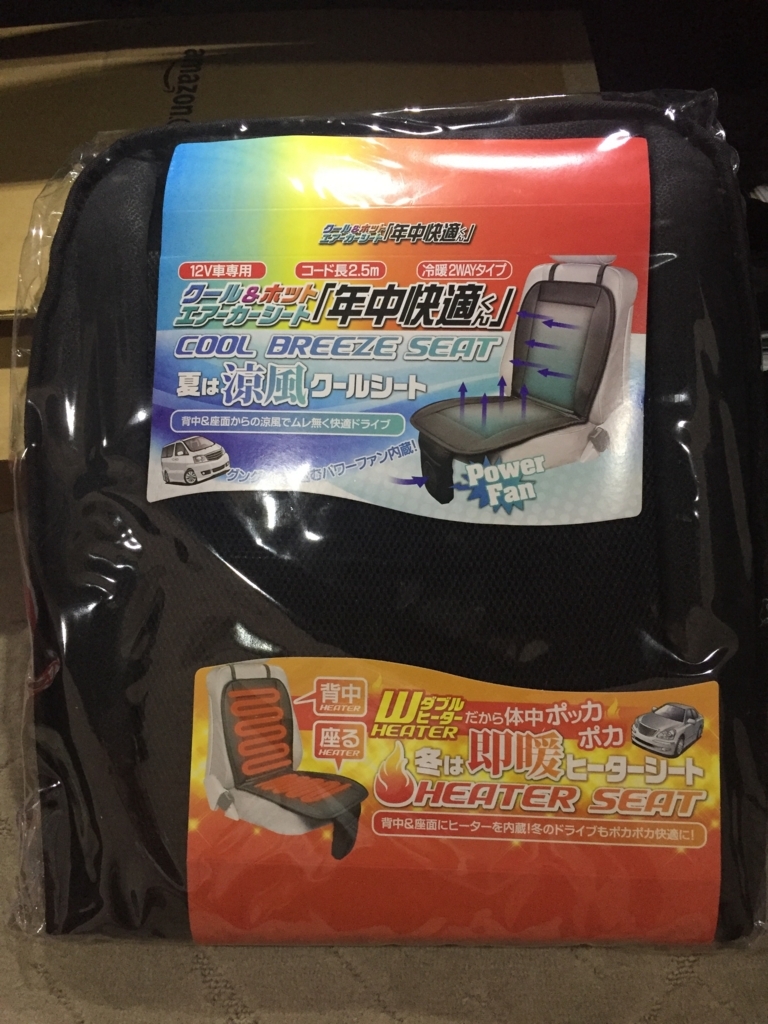 amazon
クール&ホット
エアーカーシート「年中快適くん」
12V車専用 コード長2.5m 冷暖2WAYタイプ
クール&ホット
エアーカーシート「年中快適くん」
COOL BREEZE SEAT
夏は涼風クールシート
背中&座面からの涼風でムレ無く快適ドライブ
むパワーファン内蔵!
Power
Fan
背中
HEATER
座る
HEATER
W ダブル
ヒーター
HEATER
だから体中ポッカ
ポカ
冬は即暖ヒーターシート
HEATER SEAT
背中&座面にヒーターを内蔵!冬のドライブもポカポカ快適に!